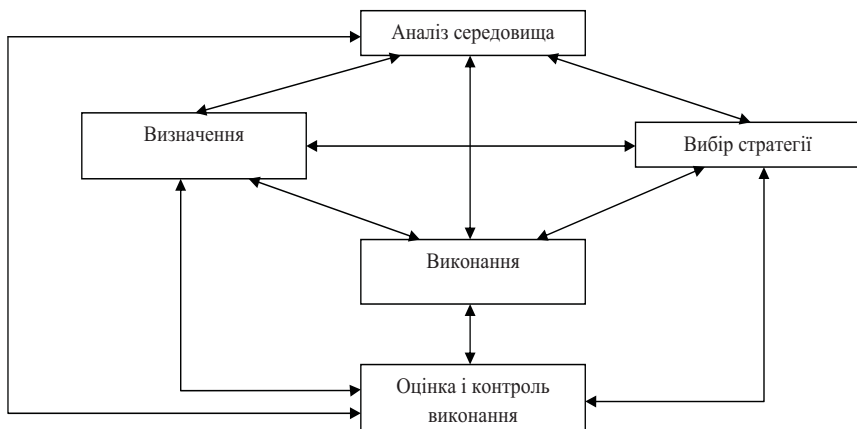 Аналіз середовища
Визначення
Вибір стратегії
Виконання
Оцінка і контроль
виконання